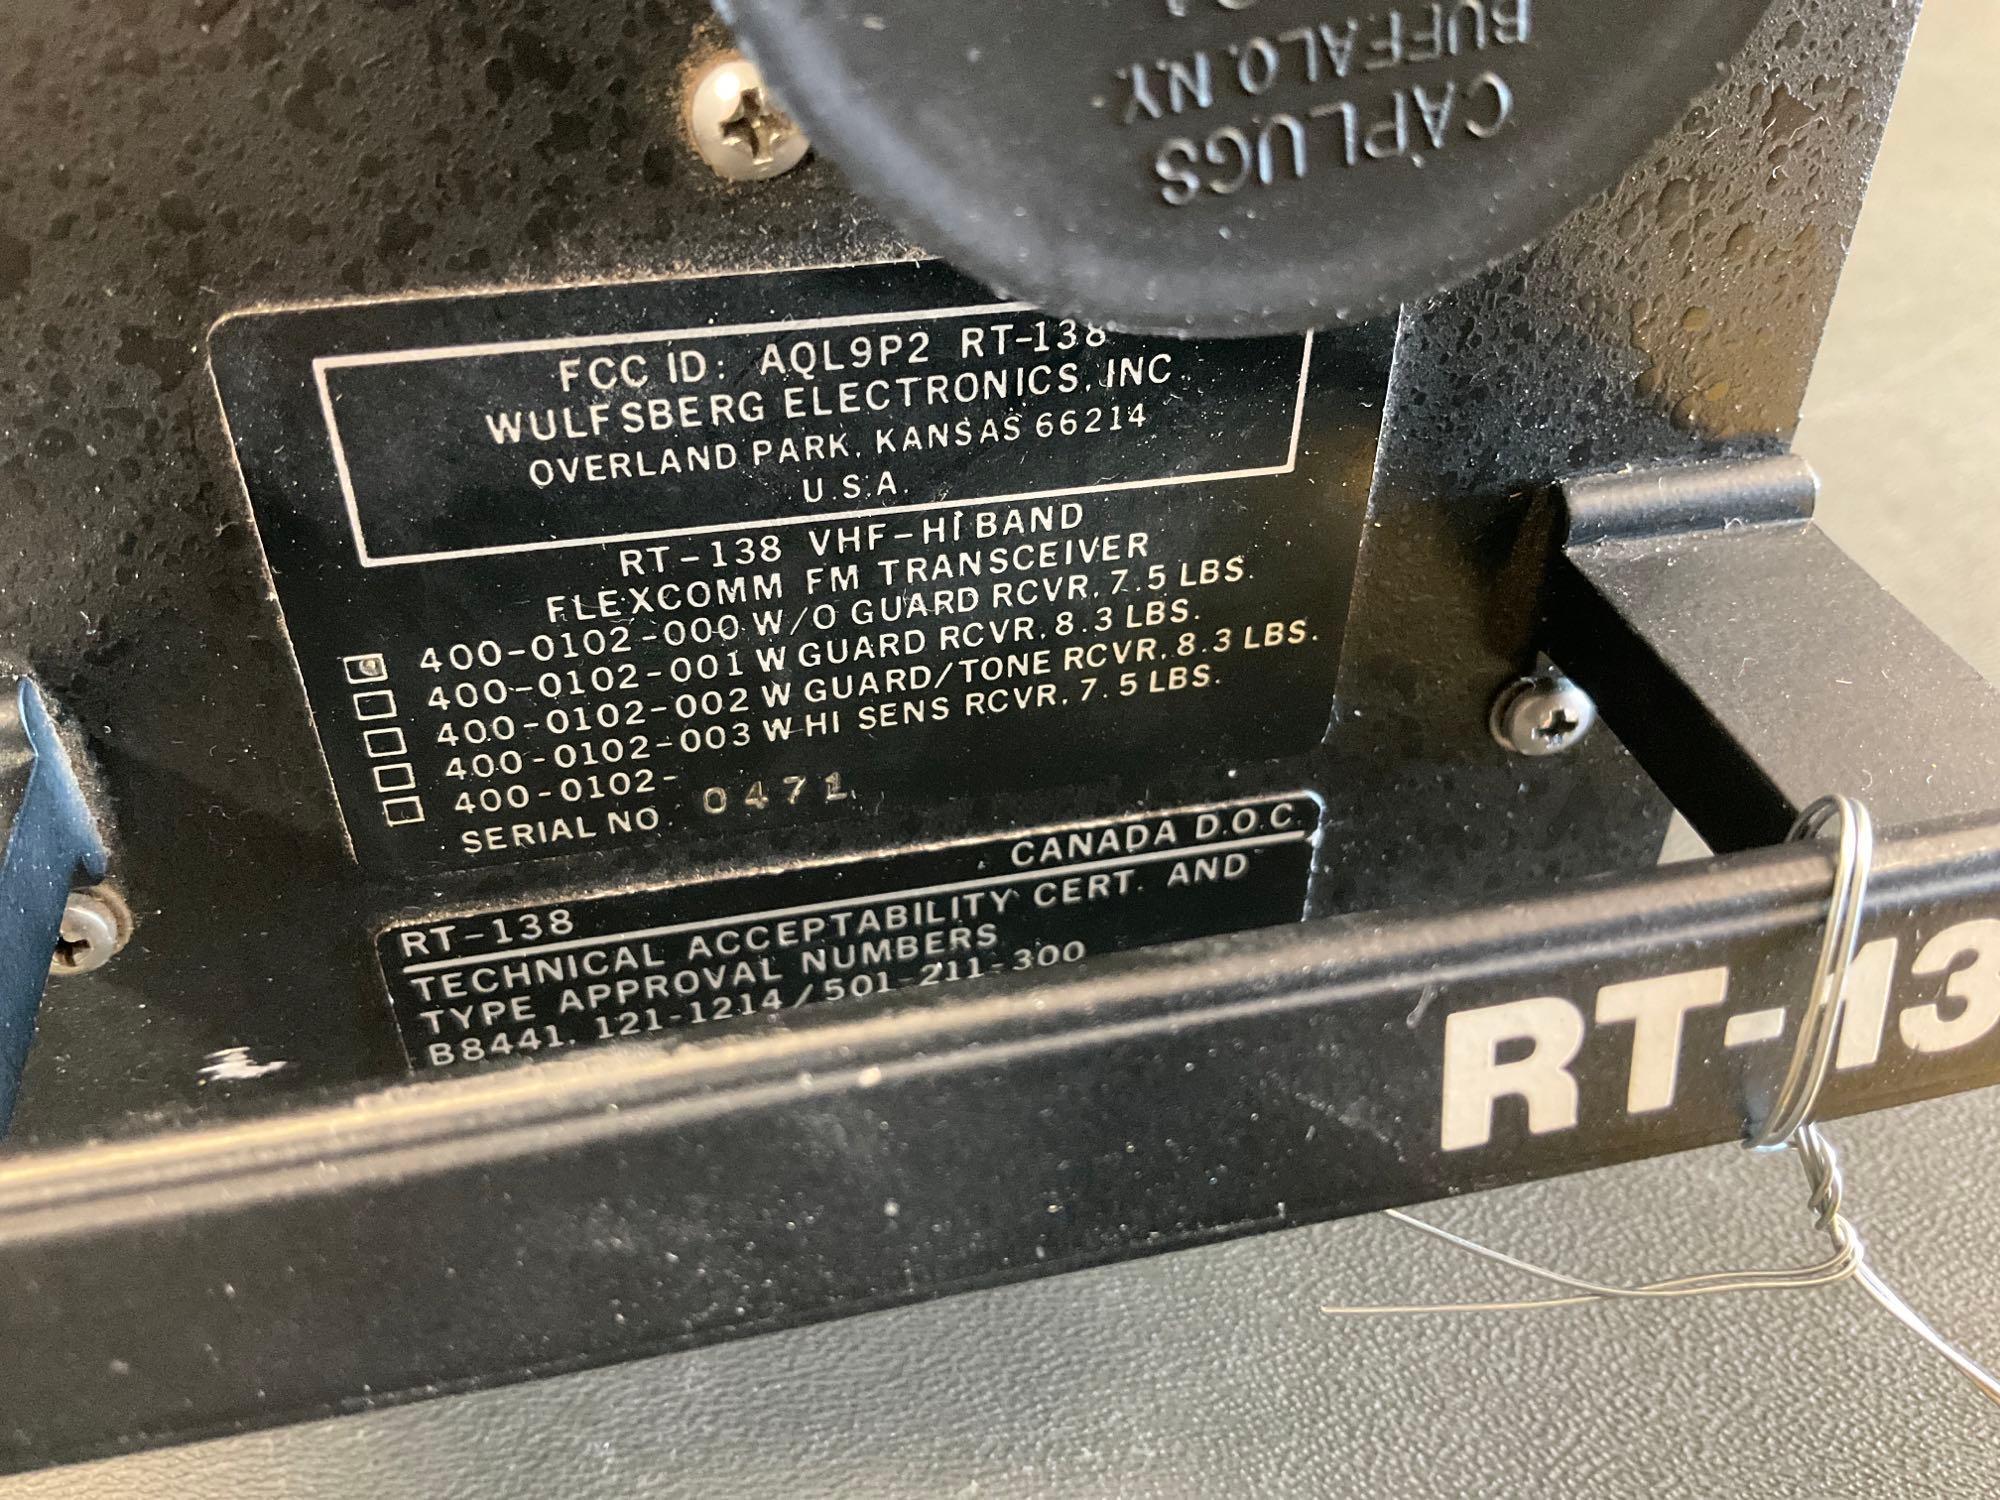 CAPLUGS
BUFFALO. N.Y.
FCC ID: AQL9P2 RT-138
WULFSBERG ELECTRONICS, INC
OVERLAND PARK, KANSAS 66214
U.S.A.
RT-138 VHF-HI BAND
FLEXCOMM FM TRANSCEIVER
400-0102-000 W/O GUARD RCVR. 7.5 LBS.
400-0102-001 W GUARD RCVR. 8.3 LBS.
400-0102-002 W GUARD/TONE RCVR. 8.3 LBS.
400-0102-003 W HI SENS RCVR. 7.5 LBS.
400-0102-
SERIAL NO. 0471
CANADA D.O.C.
RT-138
TECHNICAL ACCEPTABILITY CERT. AND
TYPE APPROVAL NUMBERS
B8441, 121-1214/501-211-300
RT-13